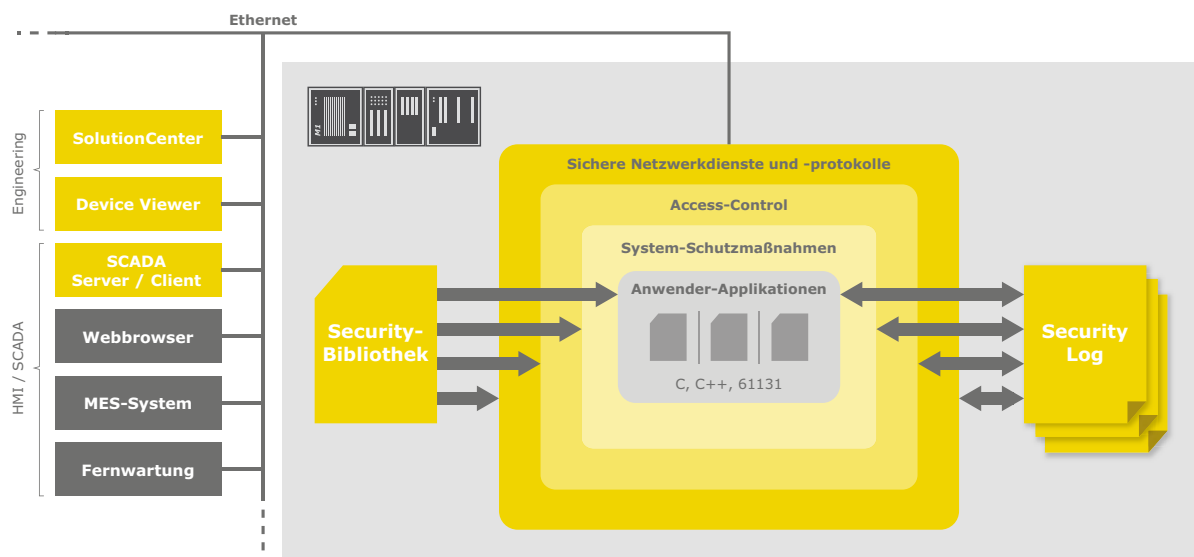 Ethernet
Engineering
SolutionCenter
Device Viewer
HMI / SCADA
SCADA
Server / Client
Webbrowser
MES-System
Fernwartung
M1
Sichere Netzwerkdienste und -protokolle
Access-Control
System-Schutzmaßnahmen
Anwender-Applikationen
C, C++, 61131
Security-
Bibliothek
Security
Log